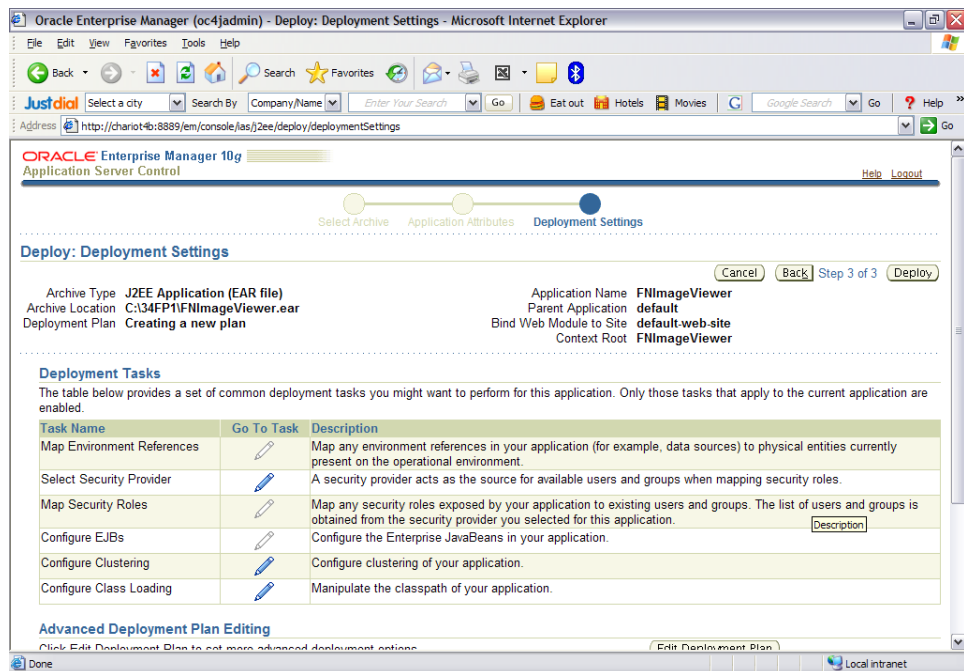 Oracle Enterprise Manager (oc4jadmin) - Deploy: Deployment Settings - Microsoft Internet Explorer
File Edit View Favorites Tools Help
Back Search Favorites
Justdial Select a city Search By Company/Name Enter Your Search Go Eat out Hotels Movies G Google Search Go ? Help »
Address http://chariot4b:8889/em/console/ias/j2ee/deploy/deploymentSettings Go
ORACLE Enterprise Manager 10g
Application Server Control
Help Logout
Select Archive Application Attributes Deployment Settings
Deploy: Deployment Settings
Cancel Back Step 3 of 3 Deploy
Archive Type J2EE Application (EAR file)
Archive Location C:\34FP1\FNImageViewer.ear
Deployment Plan Creating a new plan
Application Name FNImageViewer
Parent Application default
Bind Web Module to Site default-web-site
Context Root FNImageViewer
Deployment Tasks
The table below provides a set of common deployment tasks you might want to perform for this application. Only those tasks that apply to the current application are
enabled.
Task Name Go To Task Description
Map Environment References Map any environment references in your application (for example, data sources) to physical entities currently
present on the operational environment.
Select Security Provider A security provider acts as the source for available users and groups when mapping security roles.
Map Security Roles Map any security roles exposed by your application to existing users and groups. The list of users and groups is
obtained from the security provider you selected for this application.
Description
Configure EJBs Configure the Enterprise JavaBeans in your application.
Configure Clustering Configure clustering of your application.
Configure Class Loading Manipulate the classpath of your application.
Advanced Deployment Plan Editing
Click Edit Deployment Plan to set more advanced deployment options. Edit Deployment Plan
Done Local intranet